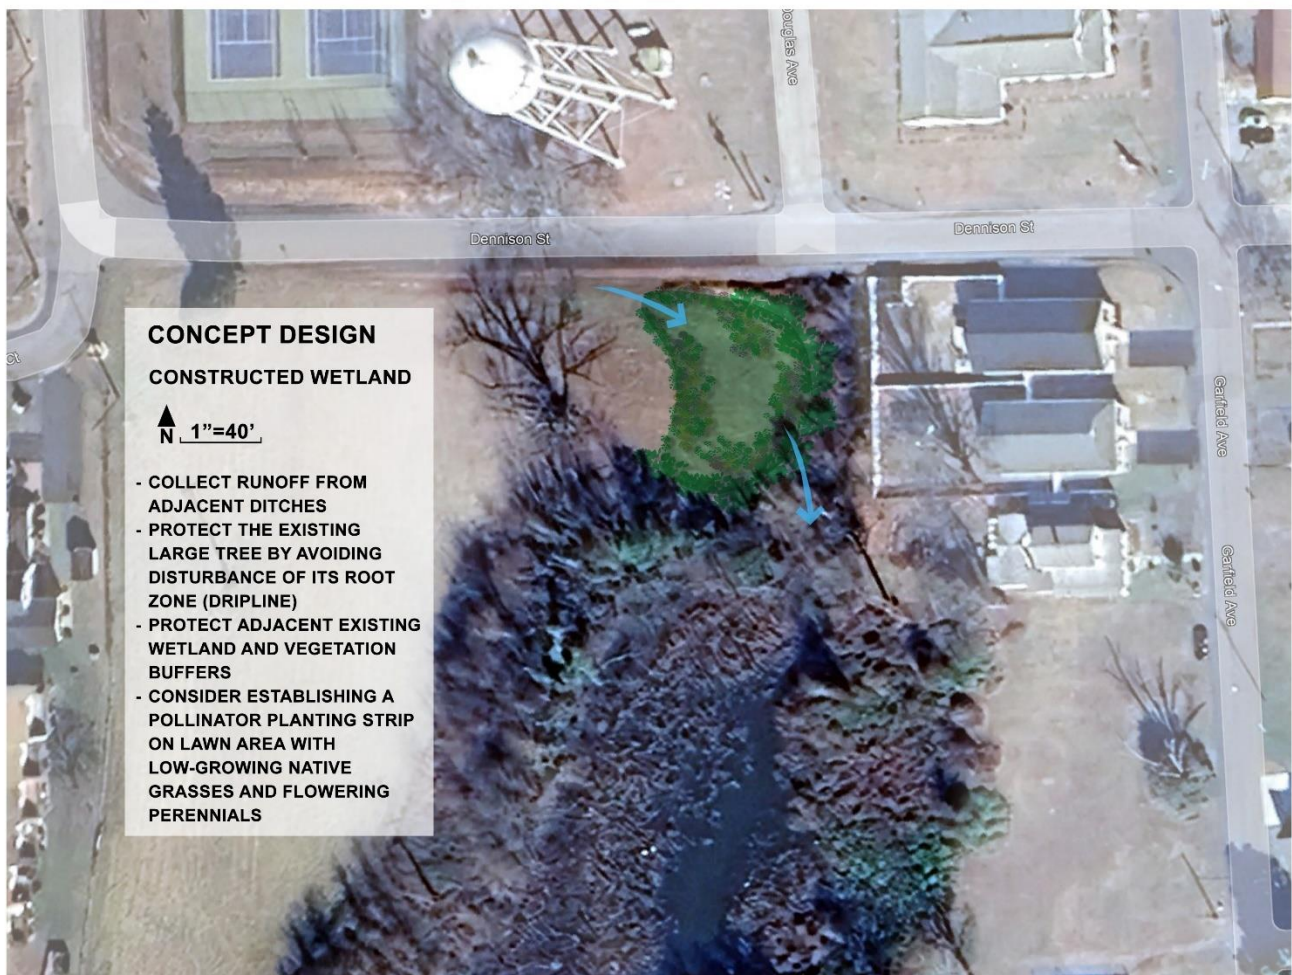 Douglas Ave
Dennison St
Dennison St
CONCEPT DESIGN
CONSTRUCTED WETLAND
N 1”=40’
Ct
- COLLECT RUNOFF FROM
ADJACENT DITCHES
- PROTECT THE EXISTING
LARGE TREE BY AVOIDING
DISTURBANCE OF ITS ROOT
ZONE (DRIPLINE)
- PROTECT ADJACENT EXISTING
WETLAND AND VEGETATION
BUFFERS
- CONSIDER ESTABLISHING A
POLLINATOR PLANTING STRIP
ON LAWN AREA WITH
LOW-GROWING NATIVE
GRASSES AND FLOWERING
PERENNIALS
Garfield Ave
Garfield Ave